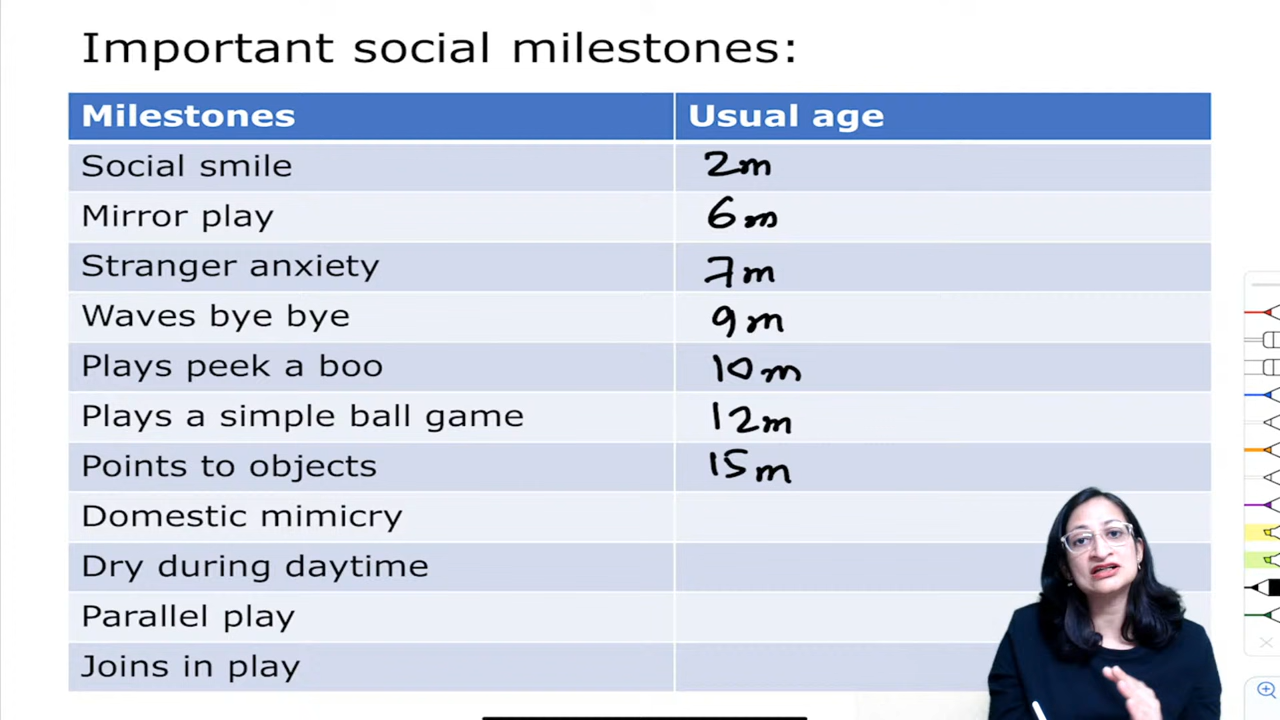 Important social milestones:
Milestones Usual age
Social smile 2m
Mirror play 6m
Stranger anxiety 7m
Waves bye bye 9m
Plays peek a boo 10m
Plays a simple ball game 12m
Points to objects 15m
Domestic mimicry
Dry during daytime
Parallel play
Joins in play